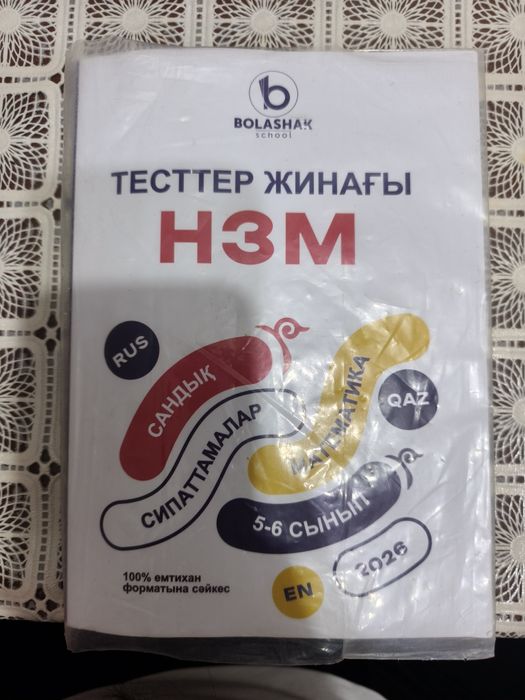 b
BOLASHAK
school
ТЕСТТЕР ЖИНАҒЫ
НЗМ
RUS
САНДЫҚ
СИПАТТАМАЛАР
МАТЕМАТИКА
QAZ
5-6 СЫНЫП
2026
EN
100% емтихан
форматына сәйкес